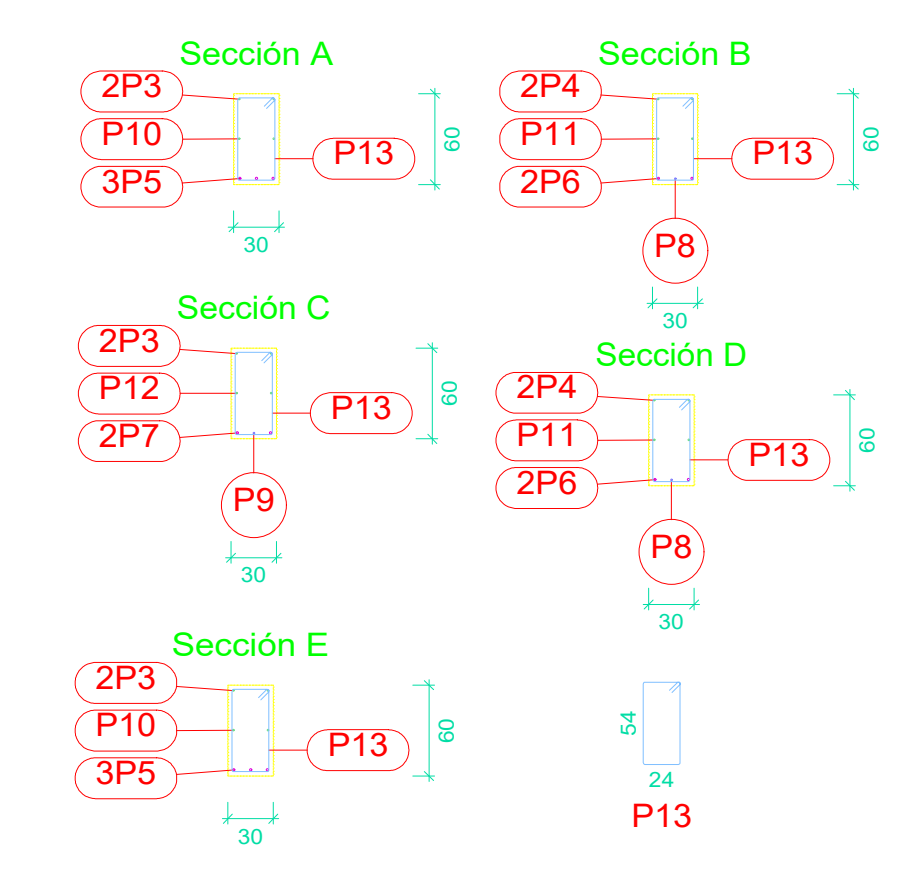 Sección A
2P3
P10
3P5
P13
60
30
Sección B
2P4
P11
2P6
P13
P8
60
30
Sección C
2P3
P12
2P7
P13
P9
60
30
Sección D
2P4
P11
2P6
P13
P8
60
30
Sección E
2P3
P10
3P5
P13
60
30
54
24
P13